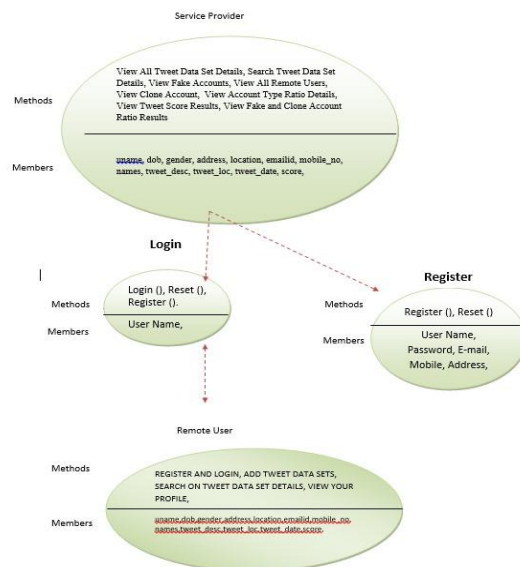 Service Provider
View All Tweet Data Set Details, Search Tweet Data Set
Details, View Fake Accounts, View All Remote Users,
View Clone Account, View Account Type Ratio Details,
View Tweet Score Results, View Fake and Clone Account
Ratio Results
Methods
Members
uname, dob, gender, address, location, emailid, mobile_no,
names, tweet_desc, tweet_loc, tweet_date, score,
Login
Methods
Login (), Reset (),
Register ().
Members
User Name,
Register
Methods
Register (), Reset ()
Members
User Name,
Password, E-mail,
Mobile, Address,
Remote User
Methods
REGISTER AND LOGIN, ADD TWEET DATA SETS,
SEARCH ON TWEET DATA SET DETAILS, VIEW YOUR
PROFILE,
Members
uname,dob,gender,address,location,emailid,mobile_no,
names,tweet_desc,tweet_loc,tweet_date,score,